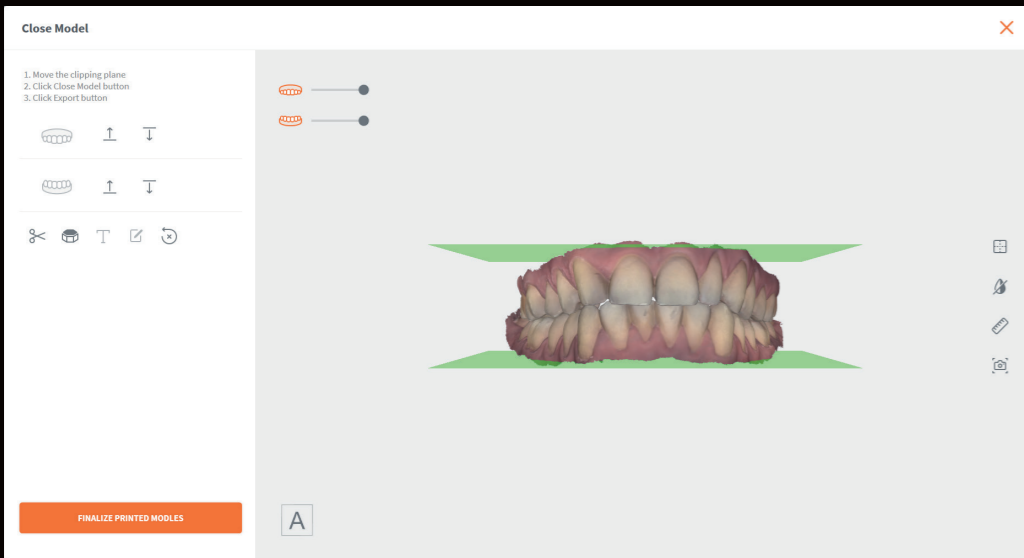 Close Model
1. Move the clipping plane
2. Click Close Model button
3. Click Export button
T
FINALIZE PRINTED MODLES
A